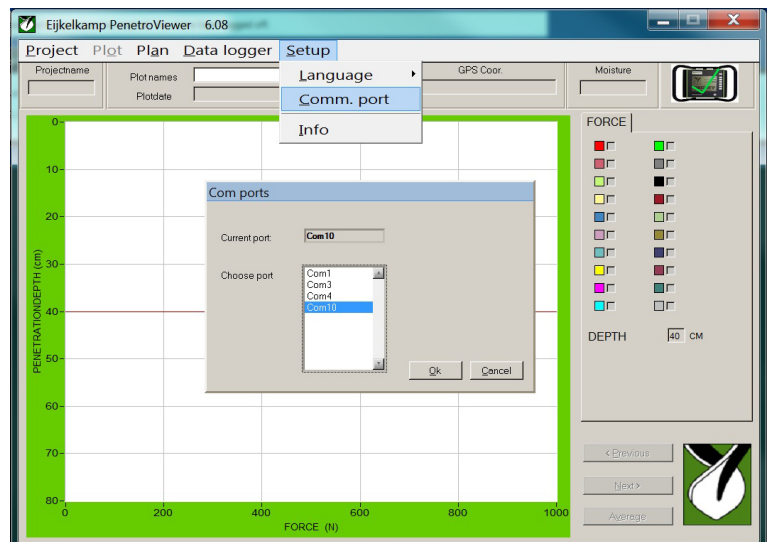 Eijkelkamp PenetroViewer 6.08
Project Plot Plan Data logger Setup
Projectname
Plotnames
Plotdate
Language
Comm. port
Info
GPS Coor.
Moisture
FORCE
Com ports
Current port: Com10
Choose port
Com1
Com3
Com4
Com10
Ok Cancel
PENETRATIONDEPTH (cm)
0
10
20
30
40
50
60
70
80
0 200 400 600 800 1000
FORCE (N)
DEPTH 40 CM
< Previous
Next >
Average